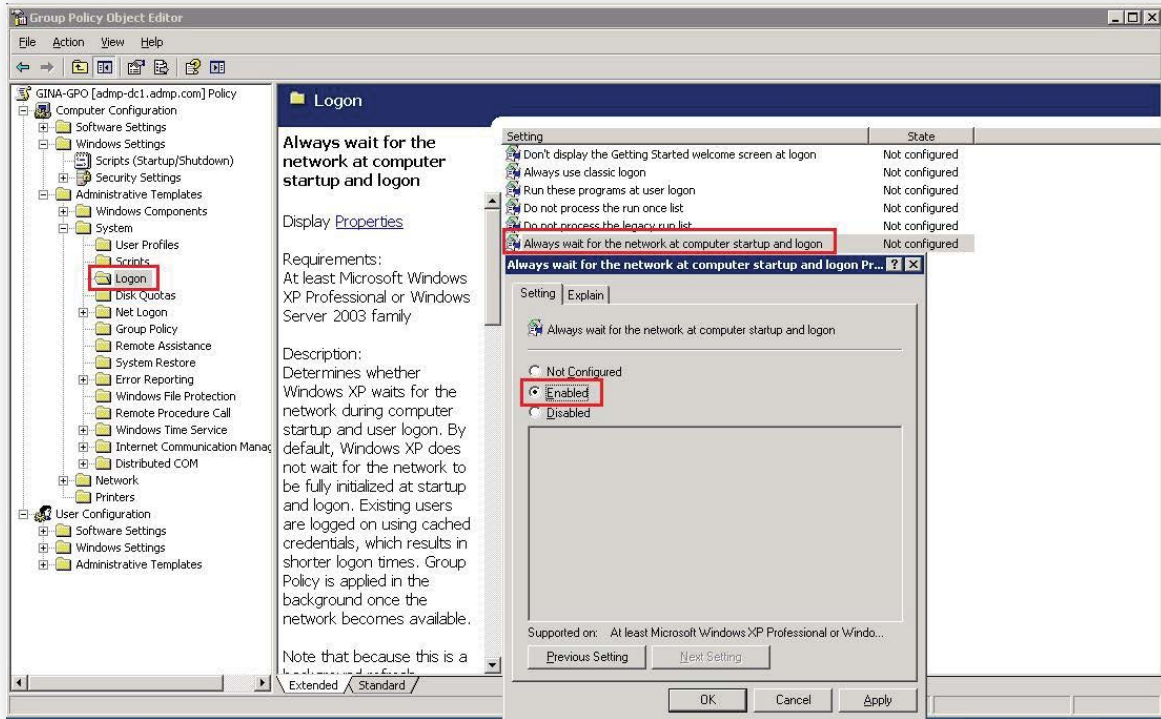 Group Policy Object Editor
File Action View Help
GINA-GPO [admp-dc1.admp.com] Policy
Computer Configuration
Software Settings
Windows Settings
Scripts (Startup/Shutdown)
Security Settings
Administrative Templates
Windows Components
System
User Profiles
Scripts
Logon
Disk Quotas
Net Logon
Group Policy
Remote Assistance
System Restore
Error Reporting
Windows File Protection
Remote Procedure Call
Windows Time Service
Internet Communication Manag
Distributed COM
Network
Printers
User Configuration
Software Settings
Windows Settings
Administrative Templates
Logon
Always wait for the
network at computer
startup and logon
Display Properties
Requirements:
At least Microsoft Windows
XP Professional or Windows
Server 2003 family
Description:
Determines whether
Windows XP waits for the
network during computer
startup and user logon. By
default, Windows XP does
not wait for the network to
be fully initialized at startup
and logon. Existing users
are logged on using cached
credentials, which results in
shorter logon times. Group
Policy is applied in the
background once the
network becomes available.
Note that because this is a
background refresh
Extended Standard
Setting State
Don't display the Getting Started welcome screen at logon Not configured
Always use classic logon Not configured
Run these programs at user logon Not configured
Do not process the run once list Not configured
Do not process the legacy run list Not configured
Always wait for the network at computer startup and logon Not configured
Always wait for the network at computer startup and logon Pr...
Setting Explain
Always wait for the network at computer startup and logon
Not Configured
Enabled
Disabled
Supported on: At least Microsoft Windows XP Professional or Windo...
Previous Setting Next Setting
OK Cancel Apply